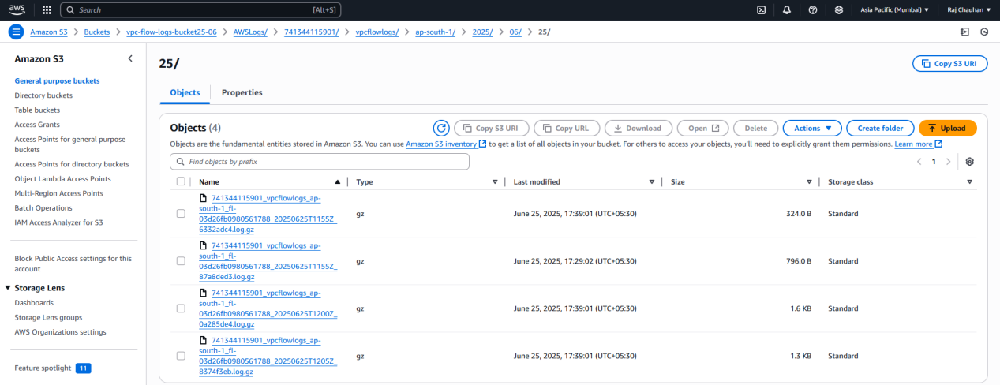 aws
Search
[Alt+S]
Asia Pacific (Mumbai)
Raj Chauhan
Amazon S3 > Buckets > vpc-flow-logs-bucket25-06 > AWSLogs/ > 741344115901/ > vpcflowlogs/ > ap-south-1/ > 2025/ > 06/ > 25/
Amazon S3
General purpose buckets
Directory buckets
Table buckets
Access Grants
Access Points for general purpose
buckets
Access Points for directory buckets
Object Lambda Access Points
Multi-Region Access Points
Batch Operations
IAM Access Analyzer for S3
Block Public Access settings for this
account
Storage Lens
Dashboards
Storage Lens groups
AWS Organizations settings
Feature spotlight 11
25/
Copy S3 URI
Objects
Properties
Objects (4)
Copy S3 URI
Copy URL
Download
Open
Delete
Actions
Create folder
Upload
Objects are the fundamental entities stored in Amazon S3. You can use Amazon S3 inventory to get a list of all objects in your bucket. For others to access your objects, you'll need to explicitly grant them permissions. Learn more
Find objects by prefix
1
Name
Type
Last modified
Size
Storage class
741344115901_vpcflowlogs_ap-
south-1_fl-
03d26fb0980561788_20250625T1155Z_
6332adc4.log.gz
gz
June 25, 2025, 17:39:01 (UTC+05:30)
324.0 B
Standard
741344115901_vpcflowlogs_ap-
south-1_fl-
03d26fb0980561788_20250625T1155Z_
87a8ded3.log.gz
gz
June 25, 2025, 17:29:02 (UTC+05:30)
796.0 B
Standard
741344115901_vpcflowlogs_ap-
south-1_fl-
03d26fb0980561788_20250625T1200Z_
0a285de4.log.gz
gz
June 25, 2025, 17:39:01 (UTC+05:30)
1.6 KB
Standard
741344115901_vpcflowlogs_ap-
south-1_fl-
03d26fb0980561788_20250625T1205Z_
8374f3eb.log.gz
gz
June 25, 2025, 17:39:01 (UTC+05:30)
1.3 KB
Standard